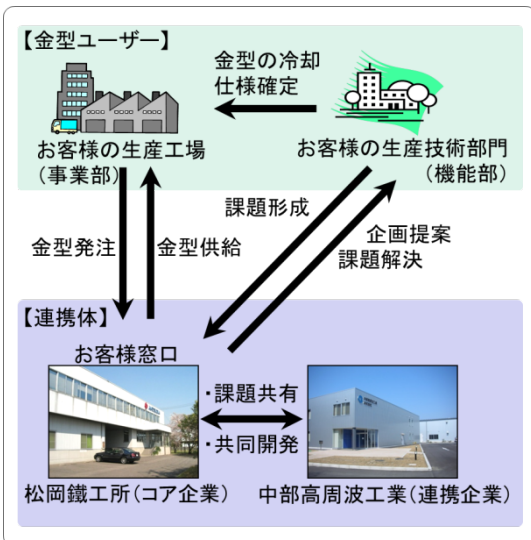 【金型ユーザー】
金型の冷却
仕様確定
お客様の生産工場
(事業部)
お客様の生産技術部門
(機能部)
課題形成
金型発注
金型供給
企画提案
課題解決
【連携体】
お客様窓口
・課題共有
・共同開発
松岡鐵工所(コア企業)
中部高周波工業(連携企業)